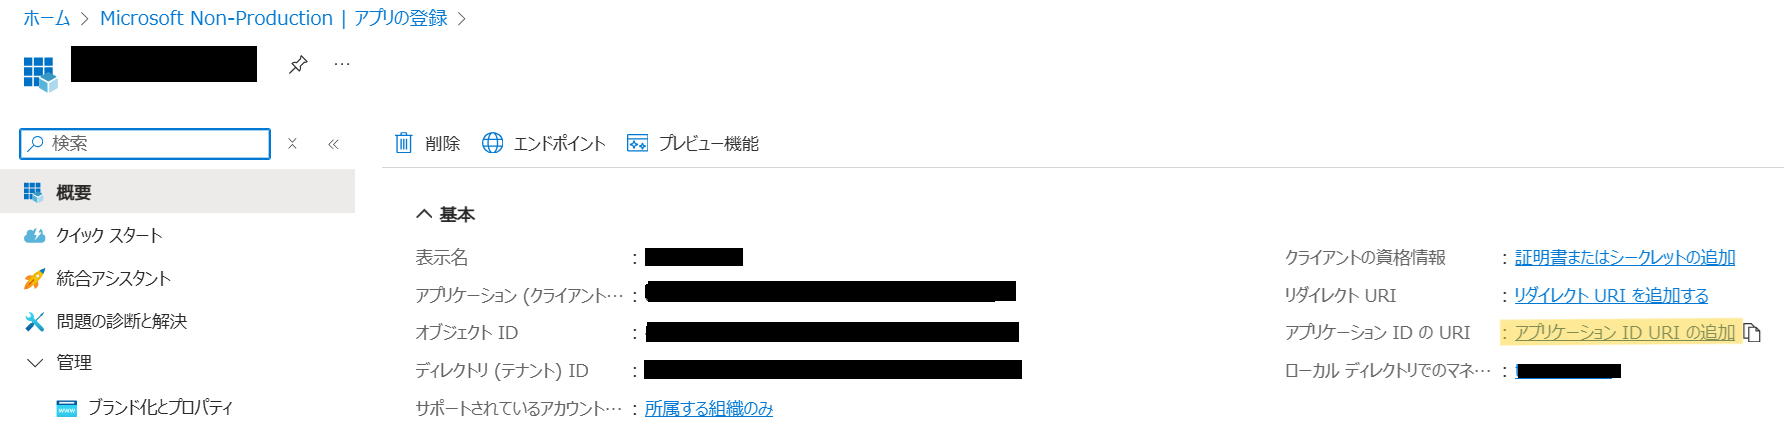 ホーム > Microsoft Non-Production | アプリの登録 >
検索
削除 エンドポイント プレビュー機能
概要
クイック スタート
統合アシスタント
問題の診断と解決
管理
ブランド化とプロパティ
基本
表示名 :
アプリケーション (クライアント… :
オブジェクト ID :
ディレクトリ (テナント) ID :
サポートされているアカウント… : 所属する組織のみ
クライアントの資格情報 : 証明書またはシークレットの追加
リダイレクト URI : リダイレクト URI を追加する
アプリケーション ID の URI : アプリケーション ID URI の追加
ローカル ディレクトリでのマネ… :